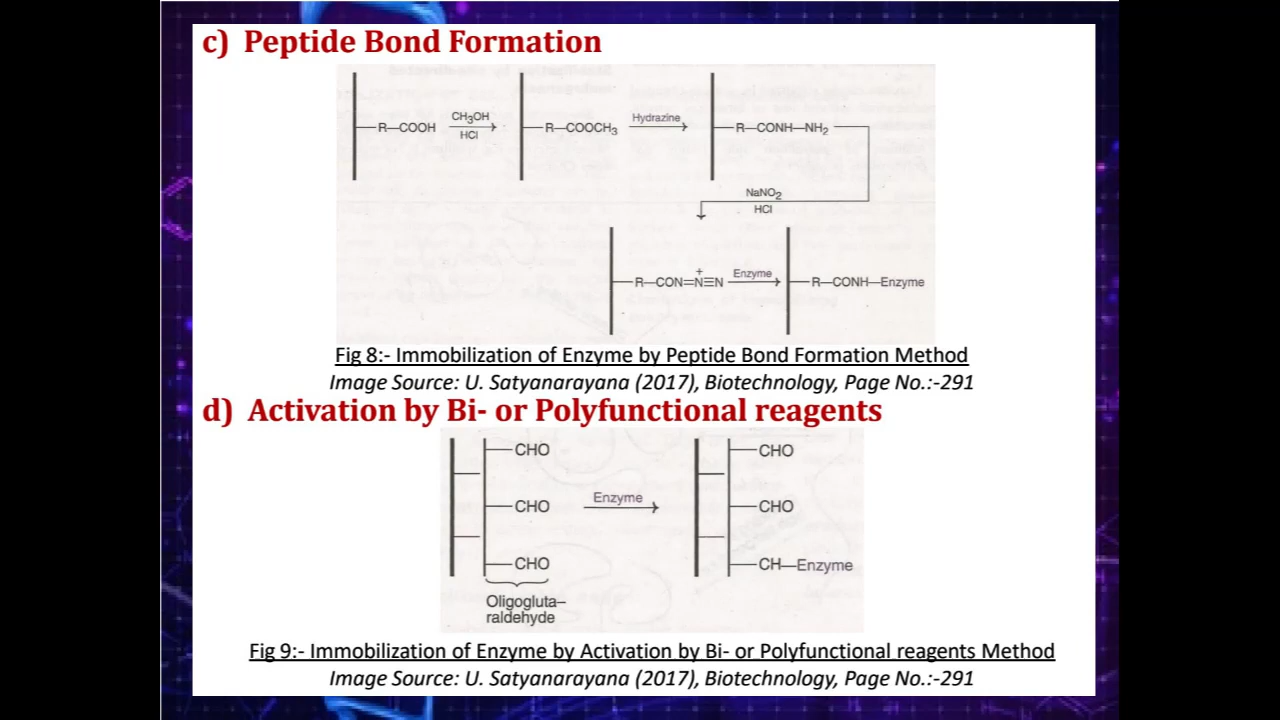 c) Peptide Bond Formation
R—COOH
CH₃OH
HCl
R—COOCH₃
Hydrazine
R—CONH—NH₂
NaNO₂
HCl
R—CON=N⁺≡N
Enzyme
R—CONH—Enzyme
Fig 8:- Immobilization of Enzyme by Peptide Bond Formation Method
Image Source: U. Satyanarayana (2017), Biotechnology, Page No.:-291
d) Activation by Bi- or Polyfunctional reagents
CHO
CHO
CHO
Oligogluta–
raldehyde
Enzyme
CHO
CHO
CH—Enzyme
Fig 9:- Immobilization of Enzyme by Activation by Bi- or Polyfunctional reagents Method
Image Source: U. Satyanarayana (2017), Biotechnology, Page No.:-291